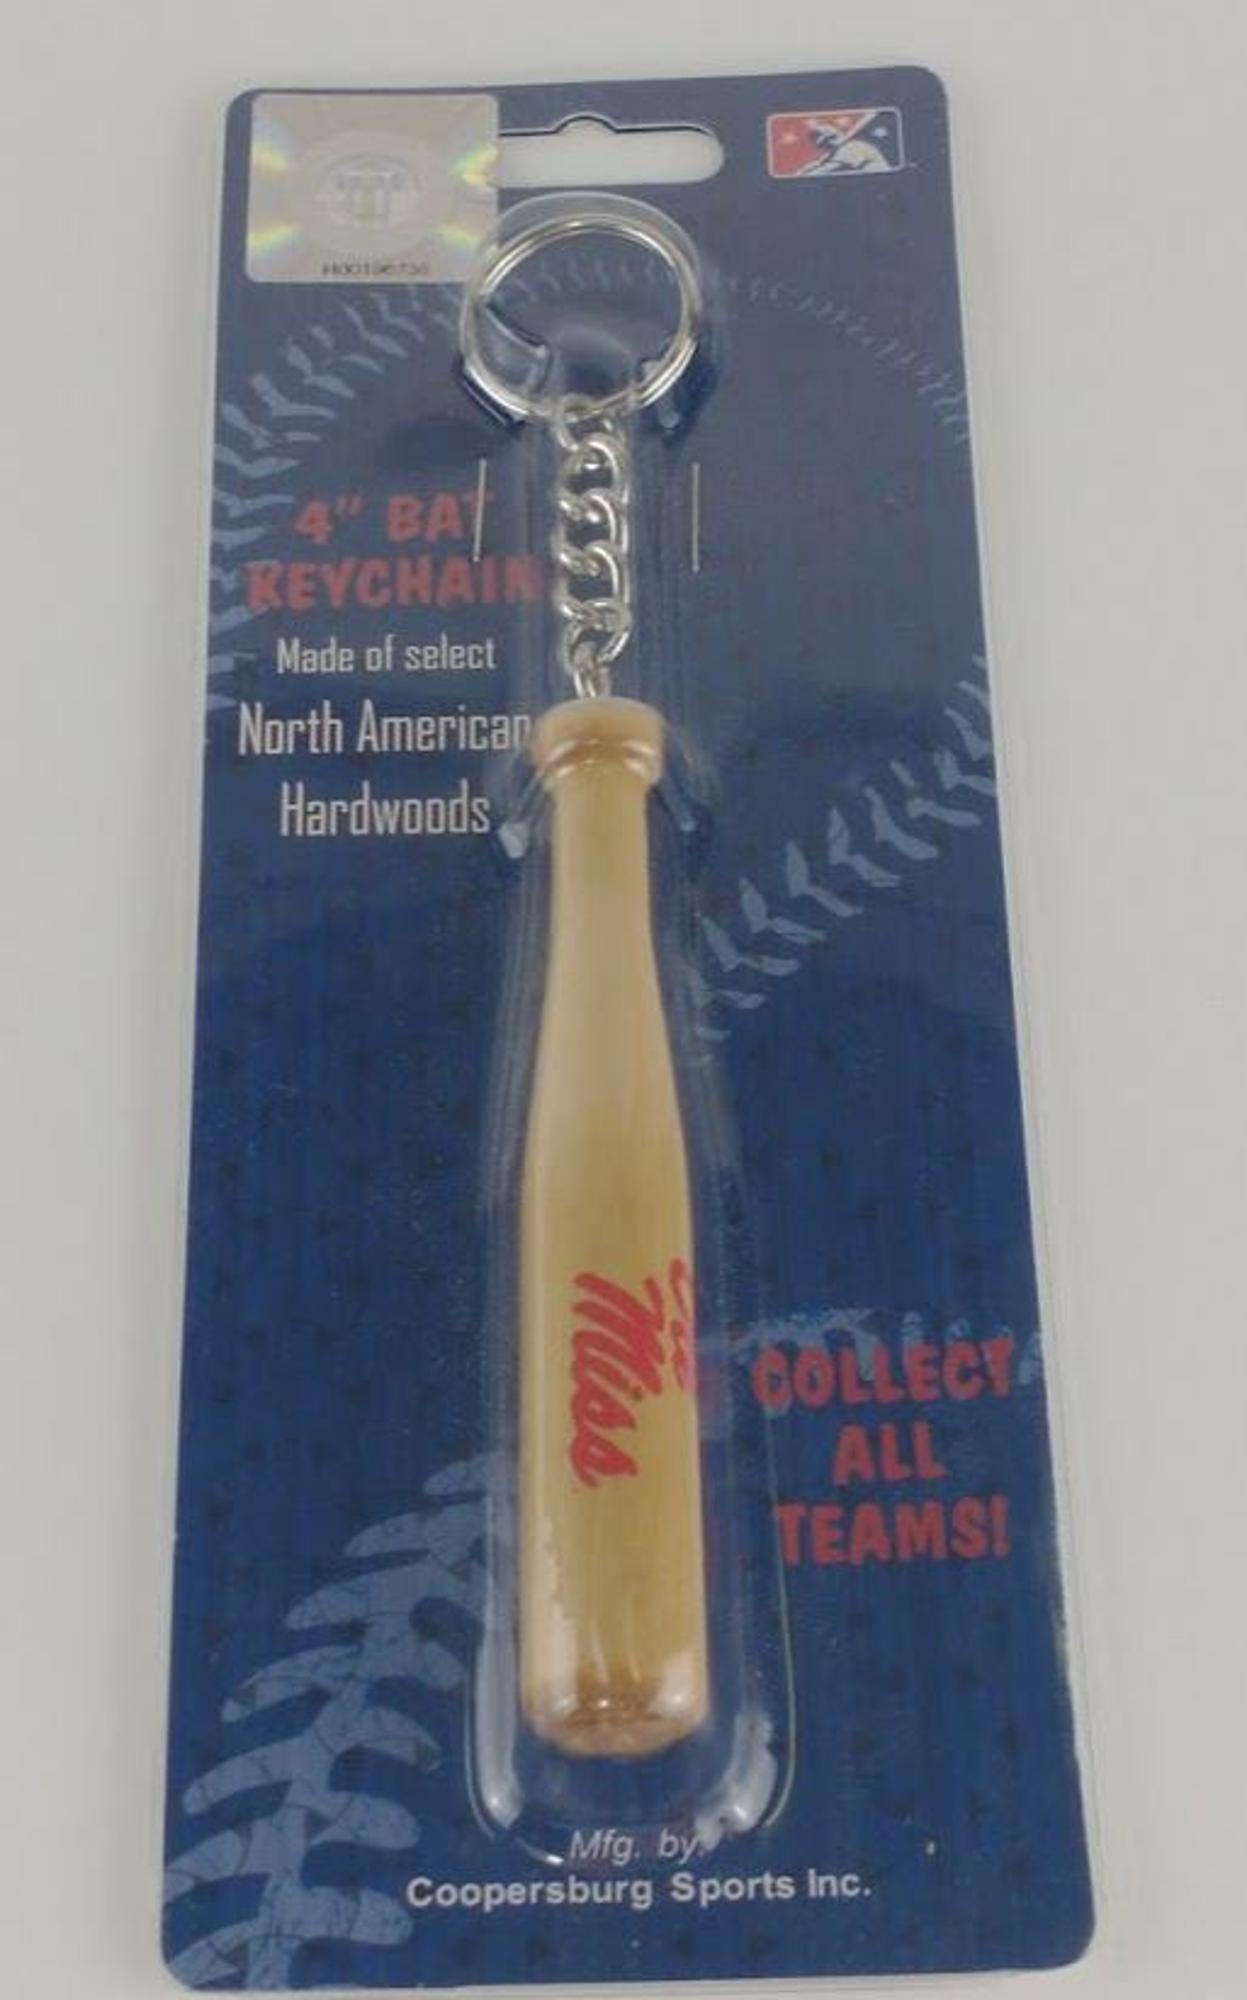 4" BAT
KEYCHAIN
Made of select
North American
Hardwoods
Ole
Miss
COLLECT
ALL
TEAMS!
Mfg. by:
Coopersburg Sports Inc.